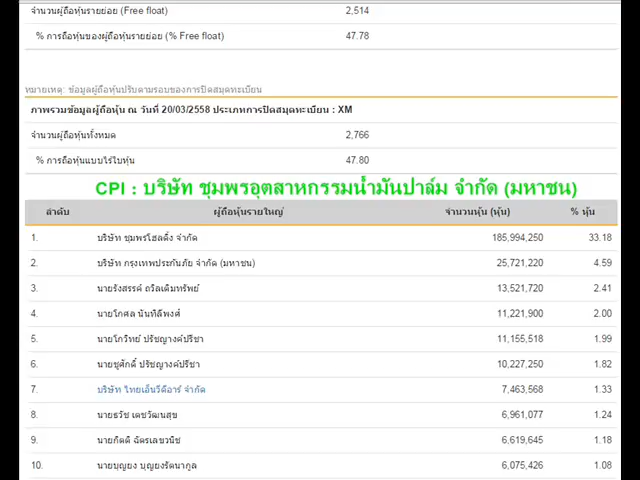 จำนวนผู้ถือหุ้นรายย่อย (Free float) 2,514
% การถือหุ้นของผู้ถือหุ้นรายย่อย (% Free float) 47.78
หมายเหตุ: ข้อมูลผู้ถือหุ้นปรับตามรอบของการปิดสมุดทะเบียน
ภาพรวมข้อมูลผู้ถือหุ้น ณ วันที่ 20/03/2558 ประเภทการปิดสมุดทะเบียน : XM
จำนวนผู้ถือหุ้นทั้งหมด 2,766
% การถือหุ้นแบบไร้ใบหุ้น 47.80
CPI : บริษัท ชุมพรอุตสาหกรรมน้ำมันปาล์ม จำกัด (มหาชน)
ลำดับ ผู้ถือหุ้นรายใหญ่ จำนวนหุ้น (หุ้น) % หุ้น
1. บริษัท ชุมพรโฮลดิ้ง จำกัด 185,994,250 33.18
2. บริษัท กรุงเทพประกันภัย จำกัด (มหาชน) 25,721,220 4.59
3. นายรังสรรค์ ถวิลเติมทรัพย์ 13,521,720 2.41
4. นายโกศล นันทิลีพงศ์ 11,221,900 2.00
5. นายโกวิทย์ ปรัชญางค์ปรีชา 11,155,518 1.99
6. นายชูศักดิ์ ปรัชญางค์ปรีชา 10,227,250 1.82
7. บริษัท ไทยเอ็นวีดีอาร์ จำกัด 7,463,568 1.33
8. นายธวัช เตชวัฒนสุข 6,961,077 1.24
9. นายกิตติ ฉัตรเลขวนิช 6,619,645 1.18
10. นายบุญยง บุญยงรัตนากูล 6,075,426 1.08